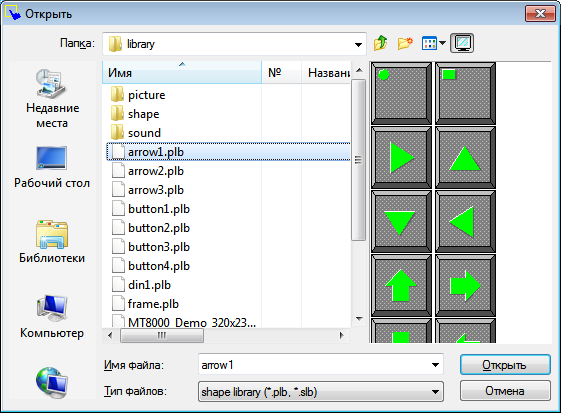 Открыть
Папка:
library
Имя
№
Названи
picture
shape
sound
arrow1.plb
arrow2.plb
arrow3.plb
button1.plb
button2.plb
button3.plb
button4.plb
din1.plb
frame.plb
MT8000_Demo_320x23...
Недавние
места
Рабочий стол
Библиотеки
Компьютер
Имя файла:
arrow1
Открыть
Тип файлов:
shape library (*.plb, *.slb)
Отмена